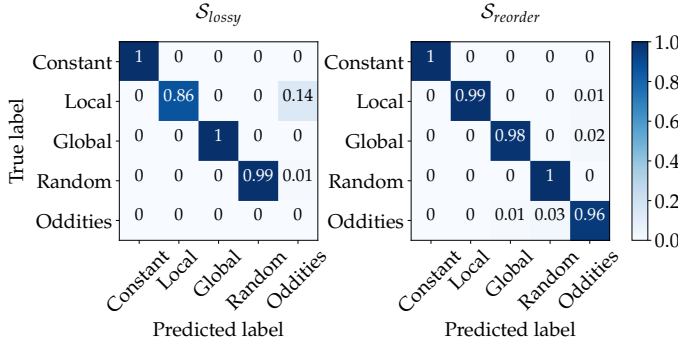 S_lossy
S_reorder
True label
Constant 1 0 0 0 0
Local 0 0.86 0 0 0.14
Global 0 0 1 0 0
Random 0 0 0 0.99 0.01
Oddities 0 0 0 0 0
Constant Local Global Random Oddities
Predicted label
Constant 1 0 0 0 0
Local 0 0.99 0 0 0.01
Global 0 0 0.98 0 0.02
Random 0 0 0 1 0
Oddities 0 0 0.01 0.03 0.96
Constant Local Global Random Oddities
Predicted label
1.0
0.8
0.6
0.4
0.2
0.0